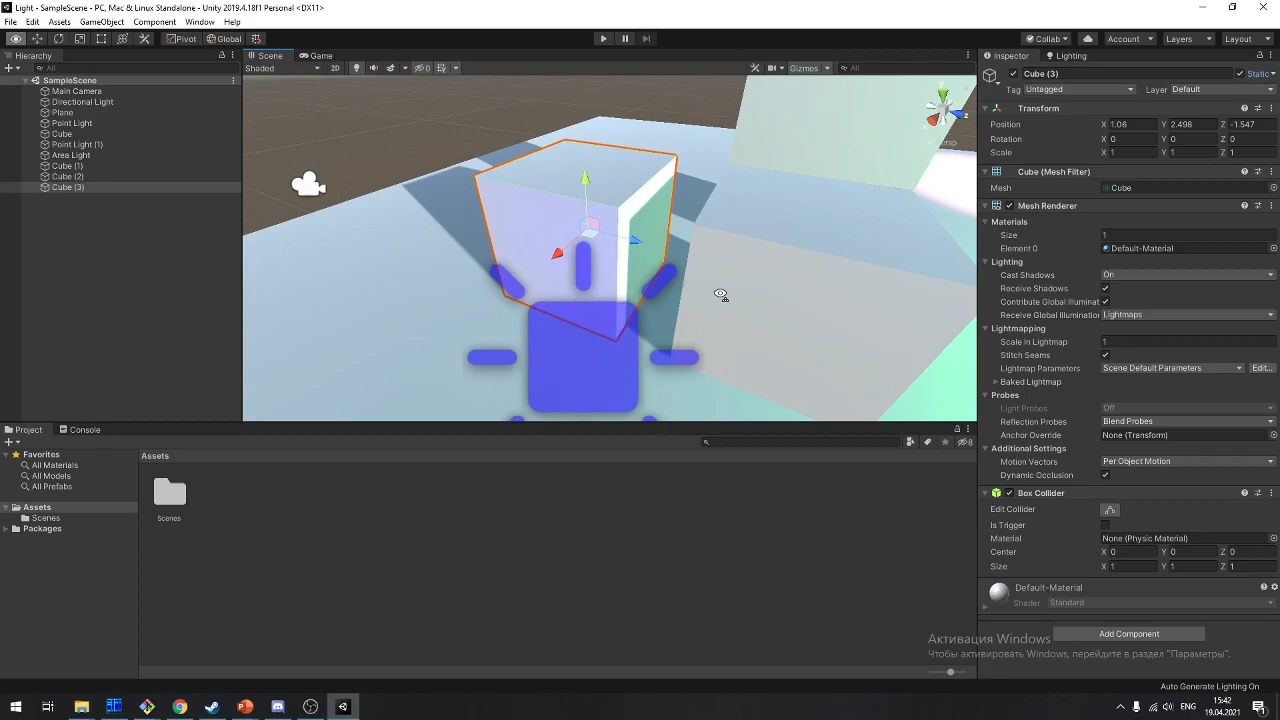 Light - SampleScene - PC, Mac & Linux Standalone - Unity 2019.4.18f1 Personal <DX11>
File Edit Assets GameObject Component Window Help
Pivot Global Collab Account Layers Layout
Hierarchy
All
SampleScene
Main Camera
Directional Light
Plane
Point Light
Cube
Point Light (1)
Area Light
Cube (1)
Cube (2)
Cube (3)
Scene Game
Shaded 2D 0 Gizmos All
y
x
z
Persp
Inspector Lighting
Cube (3) Static
Tag Untagged Layer Default
Transform
Position X 1.06 Y 2.498 Z -1.547
Rotation X 0 Y 0 Z 0
Scale X 1 Y 1 Z 1
Cube (Mesh Filter)
Mesh Cube
Mesh Renderer
Materials
Size 1
Element 0 Default-Material
Lighting
Cast Shadows On
Receive Shadows
Contribute Global Illuminat
Receive Global Illumination Lightmaps
Lightmapping
Scale In Lightmap 1
Stitch Seams
Lightmap Parameters Scene Default Parameters Edit...
Baked Lightmap
Probes
Light Probes Off
Reflection Probes Blend Probes
Anchor Override None (Transform)
Additional Settings
Motion Vectors Per Object Motion
Dynamic Occlusion
Box Collider
Edit Collider
Is Trigger
Material None (Physic Material)
Center X 0 Y 0 Z 0
Size X 1 Y 1 Z 1
Default-Material
Shader Standard
Add Component
Активация Windows
Чтобы активировать Windows, перейдите в раздел "Параметры".
Project Console
8
Favorites
All Materials
All Models
All Prefabs
Assets
Scenes
Packages
Assets
Scenes
Auto Generate Lighting On
15:42
19.04.2021